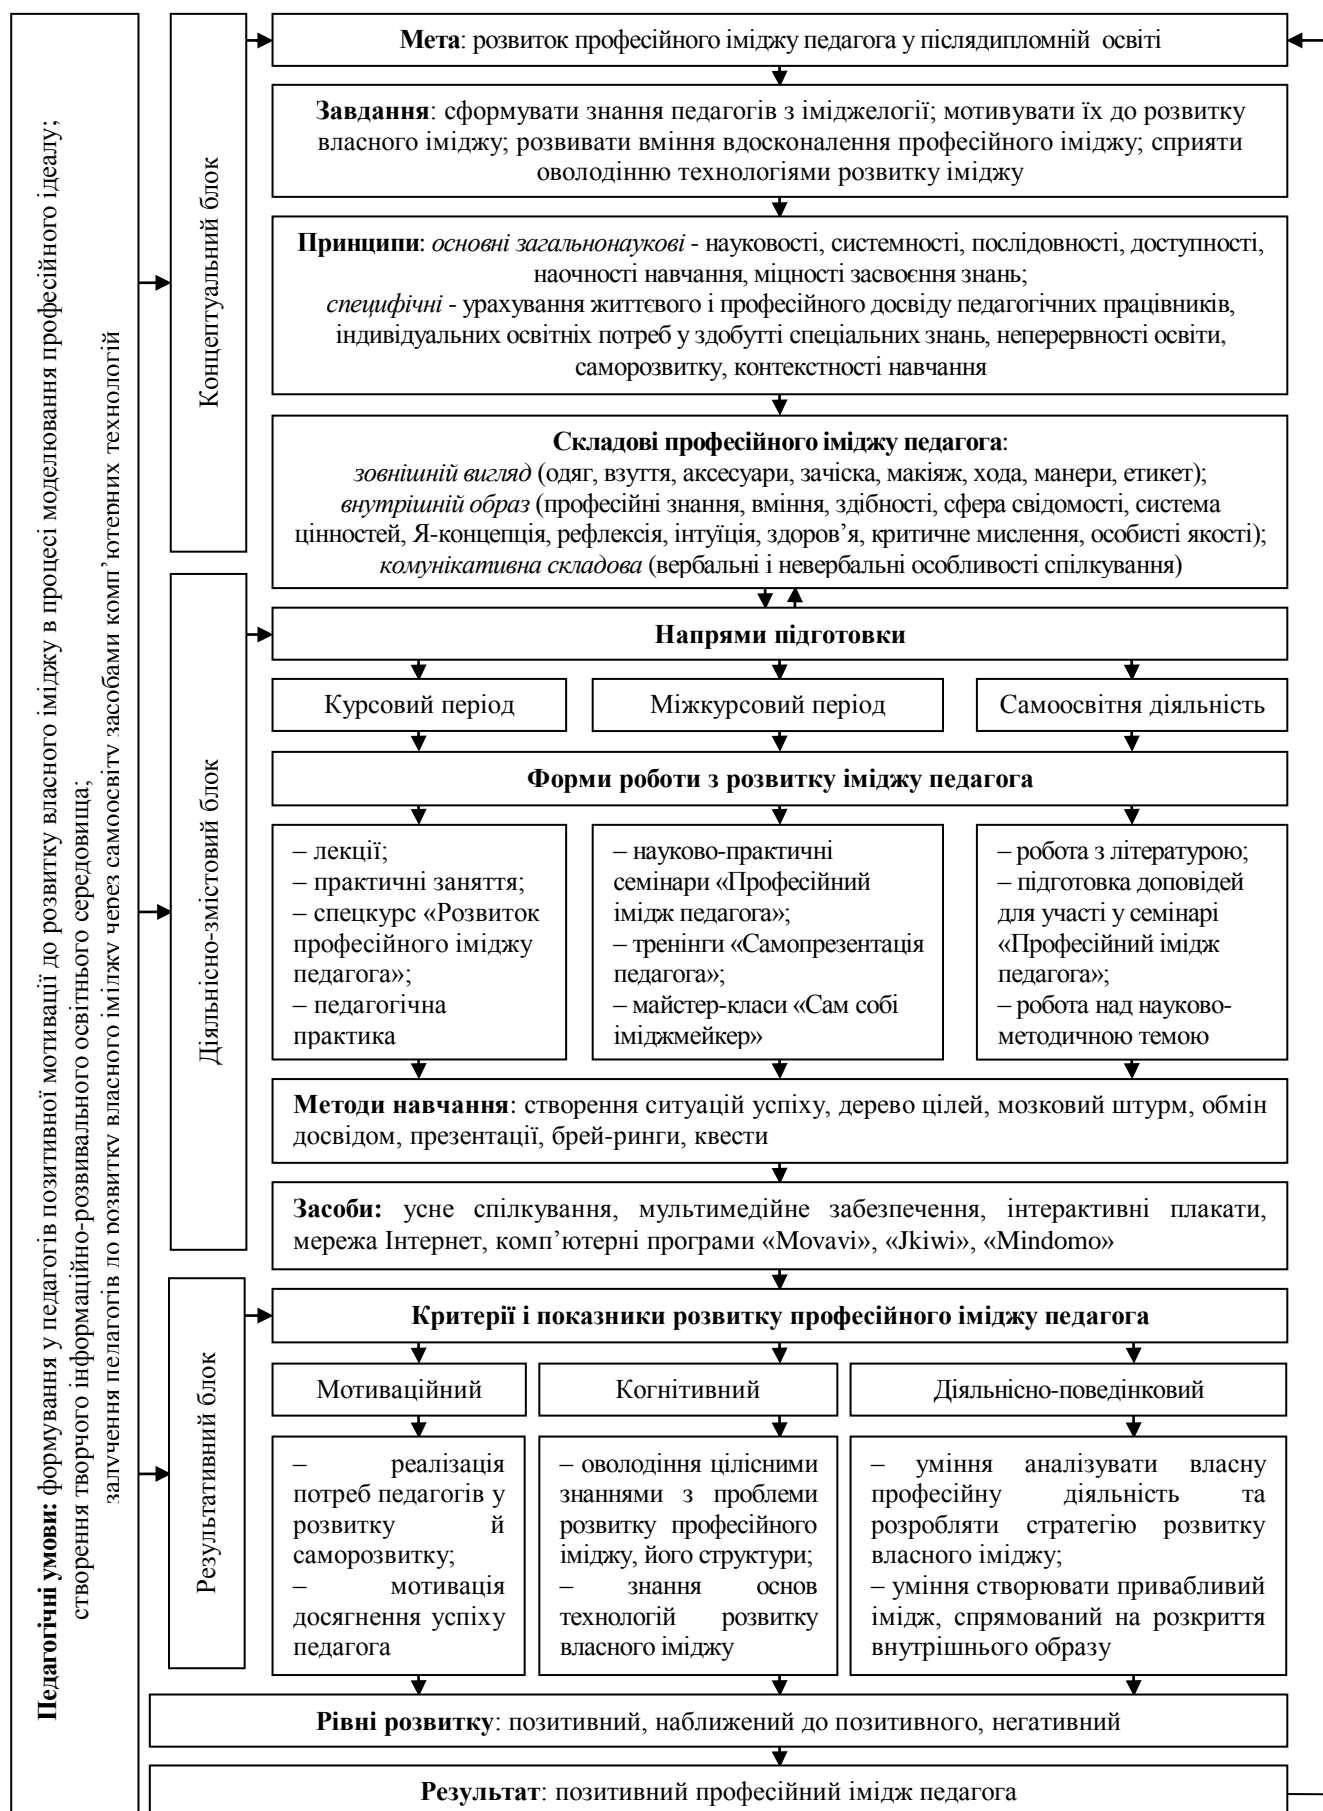 Педагогічні умови: формування у педагогів позитивної мотивації до розвитку власного іміджу в процесі моделювання професійного ідеалу;
створення творчого інформаційно-розвивального освітнього середовища;
залучення педагогів до розвитку власного іміджу через самоосвіту засобами комп’ютерних технологій
Концептуальний блок
Мета: розвиток професійного іміджу педагога у післядипломній освіті
Завдання: сформувати знання педагогів з іміджелогії; мотивувати їх до розвитку
власного іміджу; розвивати вміння вдосконалення професійного іміджу; сприяти
оволодінню технологіями розвитку іміджу
Принципи: основні загальнонаукові - науковості, системності, послідовності, доступності,
наочності навчання, міцності засвоєння знань;
специфічні - урахування життєвого і професійного досвіду педагогічних працівників,
індивідуальних освітніх потреб у здобутті спеціальних знань, неперервності освіти,
саморозвитку, контекстності навчання
Складові професійного іміджу педагога:
зовнішній вигляд (одяг, взуття, аксесуари, зачіска, макіяж, хода, манери, етикет);
внутрішній образ (професійні знання, вміння, здібності, сфера свідомості, система
цінностей, Я-концепція, рефлексія, інтуїція, здоров’я, критичне мислення, особисті якості);
комунікативна складова (вербальні і невербальні особливості спілкування)
Діяльнісно-змістовий блок
Напрями підготовки
Курсовий період
Міжкурсовий період
Самоосвітня діяльність
Форми роботи з розвитку іміджу педагога
– лекції;
– практичні заняття;
– спецкурс «Розвиток
професійного іміджу
педагога»;
– педагогічна
практика
– науково-практичні
семінари «Професійний
імідж педагога»;
– тренінги «Самопрезентація
педагога»;
– майстер-класи «Сам собі
іміджмейкер»
– робота з літературою;
– підготовка доповідей
для участі у семінарі
«Професійний імідж
педагога»;
– робота над науково-
методичною темою
Методи навчання: створення ситуацій успіху, дерево цілей, мозковий штурм, обмін
досвідом, презентації, брей-ринги, квести
Засоби: усне спілкування, мультимедійне забезпечення, інтерактивні плакати,
мережа Інтернет, комп’ютерні програми «Movavi», «Jkiwi», «Mindomo»
Результативний блок
Критерії і показники розвитку професійного іміджу педагога
Мотиваційний
Когнітивний
Діяльнісно-поведінковий
– реалізація
потреб педагогів у
розвитку й
саморозвитку;
– мотивація
досягнення успіху
педагога
– оволодіння цілісними
знаннями з проблеми
розвитку професійного
іміджу, його структури;
– знання основ
технологій розвитку
власного іміджу
– уміння аналізувати власну
професійну діяльність та
розробляти стратегію розвитку
власного іміджу;
– уміння створювати привабливий
імідж, спрямований на розкриття
внутрішнього образу
Рівні розвитку: позитивний, наближений до позитивного, негативний
Результат: позитивний професійний імідж педагога